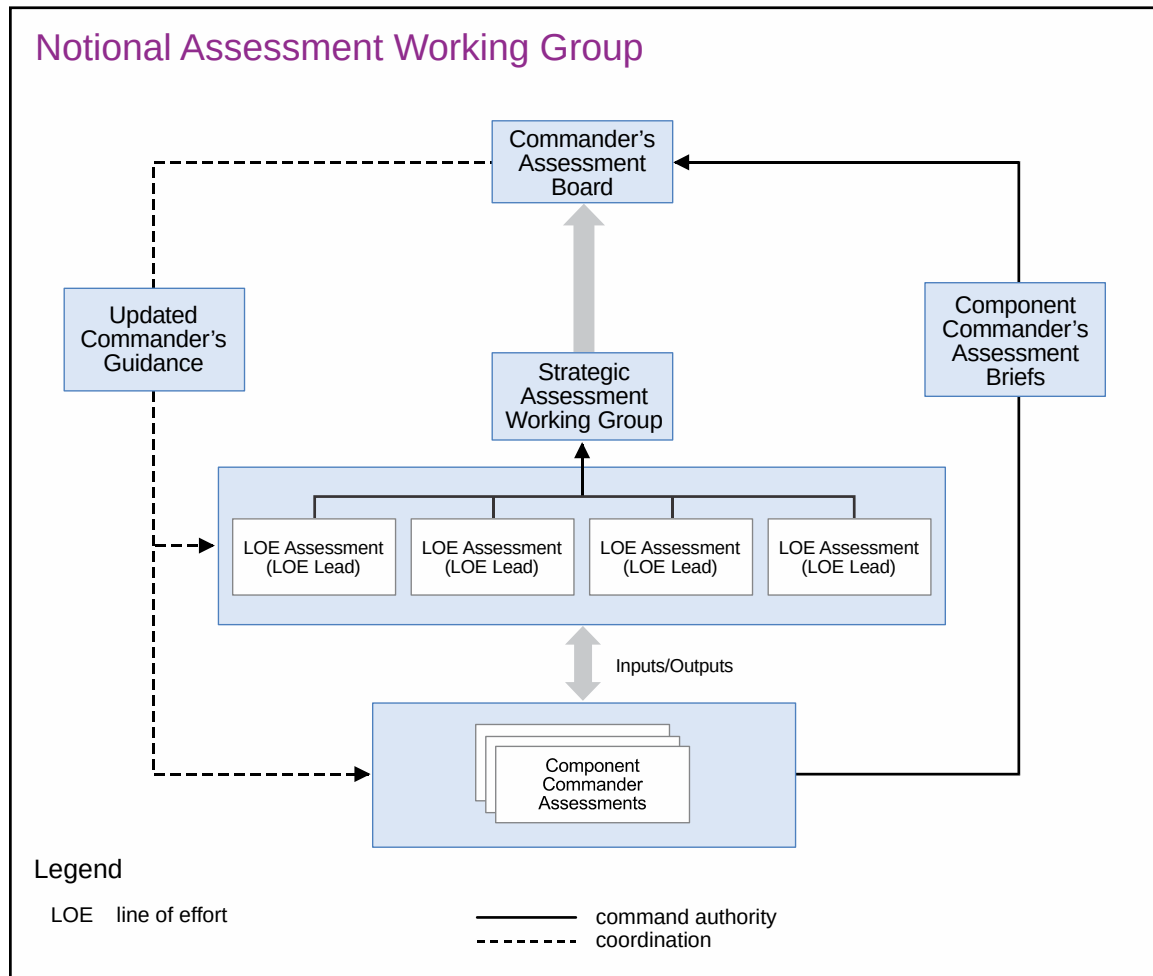 Notional Assessment Working Group
Commander’s
Assessment
Board
Updated
Commander’s
Guidance
Component
Commander’s
Assessment
Briefs
Strategic
Assessment
Working Group
LOE Assessment
(LOE Lead)
LOE Assessment
(LOE Lead)
LOE Assessment
(LOE Lead)
LOE Assessment
(LOE Lead)
Inputs/Outputs
Component
Commander
Assessments
Legend
LOE line of effort
command authority
coordination